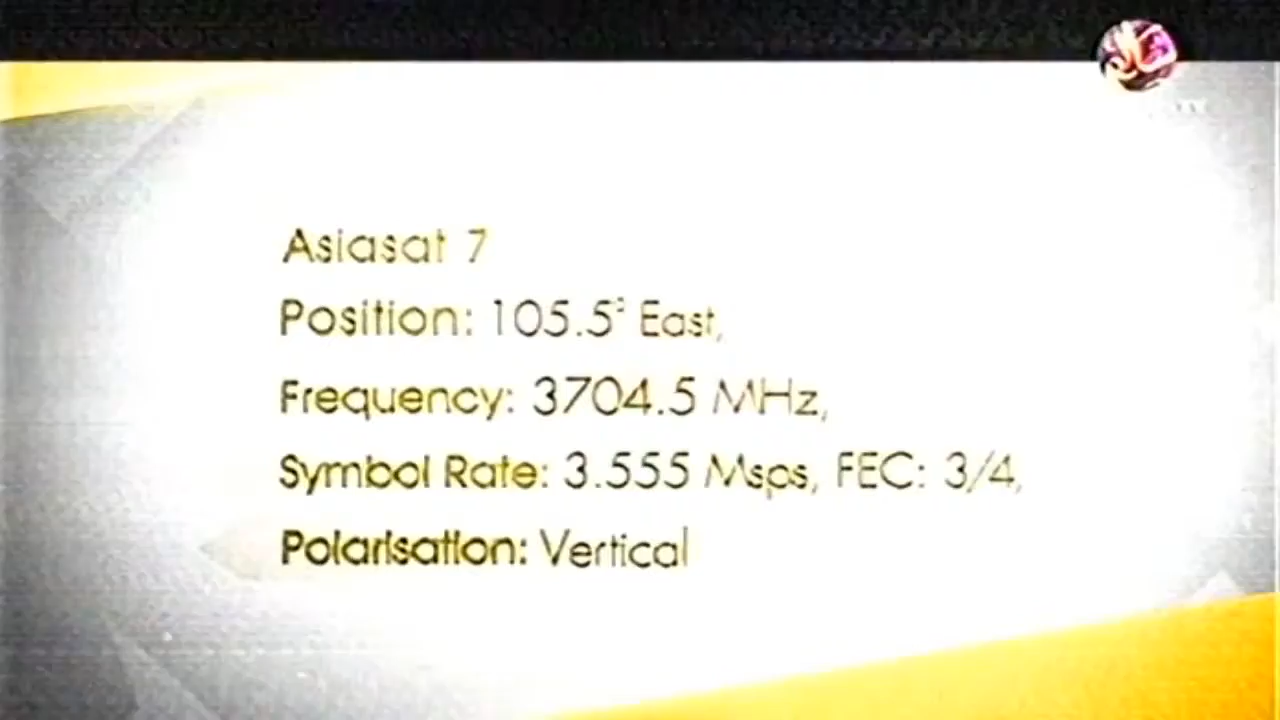 Asiasat 7
Position: 105.5° East,
Frequency: 3704.5 MHz,
Symbol Rate: 3.555 Msps, FEC: 3/4,
Polarisation: Vertical